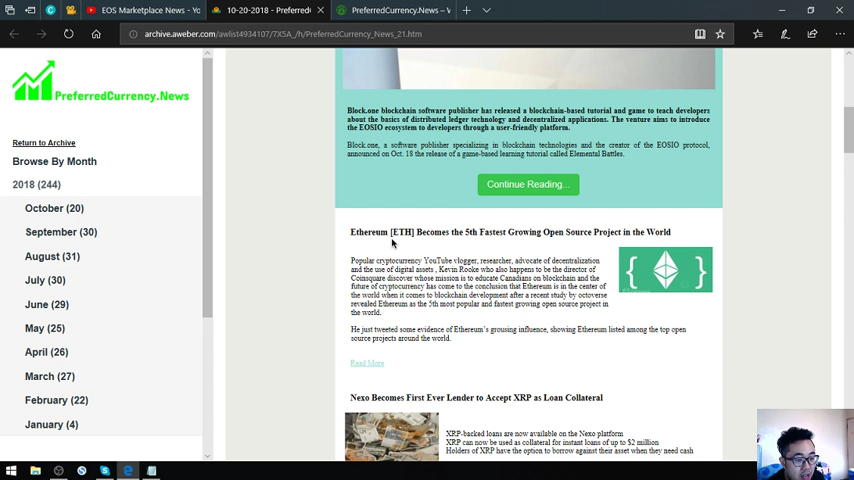 EOS Marketplace News - Yo
10-20-2018 - Preferred
PreferredCurrency.News – V
archive.aweber.com/awlist4934107/7X5A_/h/PreferredCurrency_News_21.htm
PreferredCurrency.News
Return to Archive
Browse By Month
2018 (244)
October (20)
September (30)
August (31)
July (30)
June (29)
May (25)
April (26)
March (27)
February (22)
January (4)
Block.one blockchain software publisher has released a blockchain-based tutorial and game to teach developers
about the basics of distributed ledger technology and decentralized applications. The venture aims to introduce
the EOSIO ecosystem to developers through a user-friendly platform.
Block.one, a software publisher specializing in blockchain technologies and the creator of the EOSIO protocol,
announced on Oct. 18 the release of a game-based learning tutorial called Elemental Battles.
Continue Reading...
Ethereum [ETH] Becomes the 5th Fastest Growing Open Source Project in the World
Popular cryptocurrency YouTube vlogger, researcher, advocate of decentralization
and the use of digital assets , Kevin Rooke who also happens to be the director of
Coinsquare discover whose mission is to educate Canadians on blockchain and the
future of cryptocurrency has come to the conclusion that Ethereum is in the center of
the world when it comes to blockchain development after a recent study by octoverse
revealed Ethereum as the 5th most popular and fastest growing open source project in
the world.
He just tweeted some evidence of Ethereum's grousing influence, showing Ethereum listed among the top open
source projects around the world.
Read More
Nexo Becomes First Ever Lender to Accept XRP as Loan Collateral
XRP-backed loans are now available on the Nexo platform
XRP can now be used as collateral for instant loans of up to $2 million
Holders of XRP have the option to borrow against their asset when they need cash